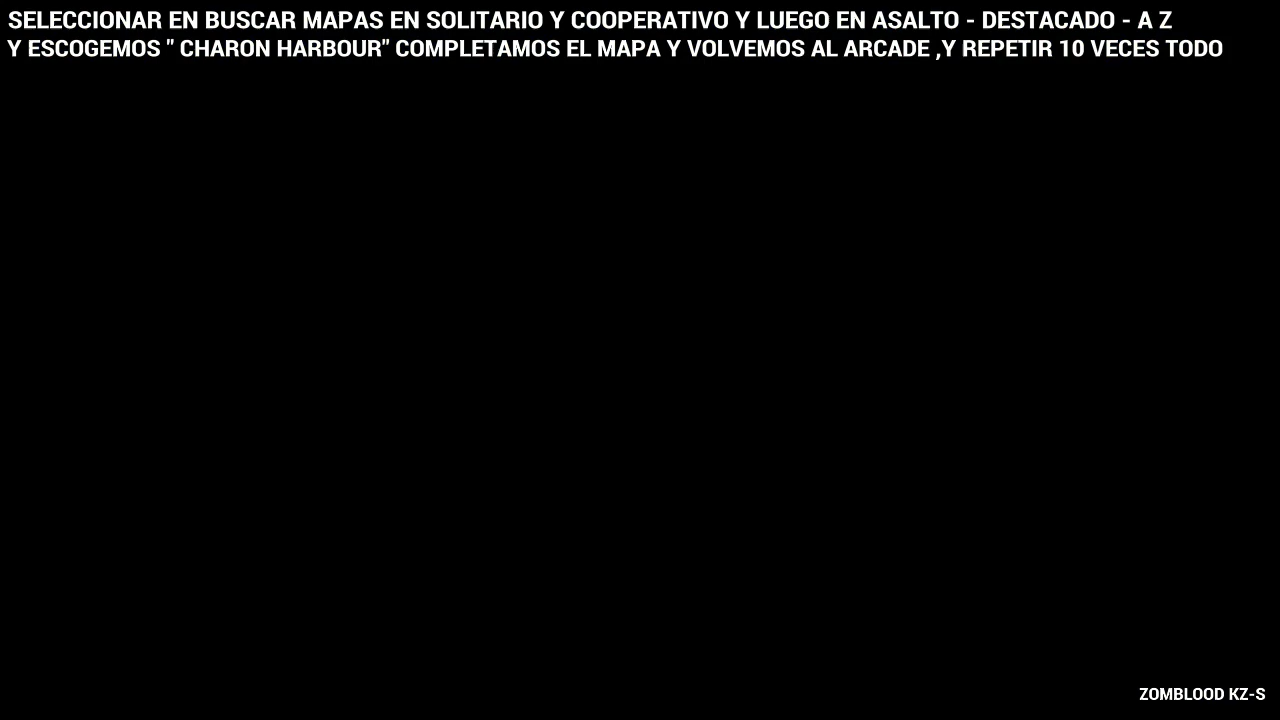 SELECCIONAR EN BUSCAR MAPAS EN SOLITARIO Y COOPERATIVO Y LUEGO EN ASALTO - DESTACADO - A Z
Y ESCOGEMOS " CHARON HARBOUR" COMPLETAMOS EL MAPA Y VOLVEMOS AL ARCADE ,Y REPETIR 10 VECES TODO
ZOMBLOOD KZ-S